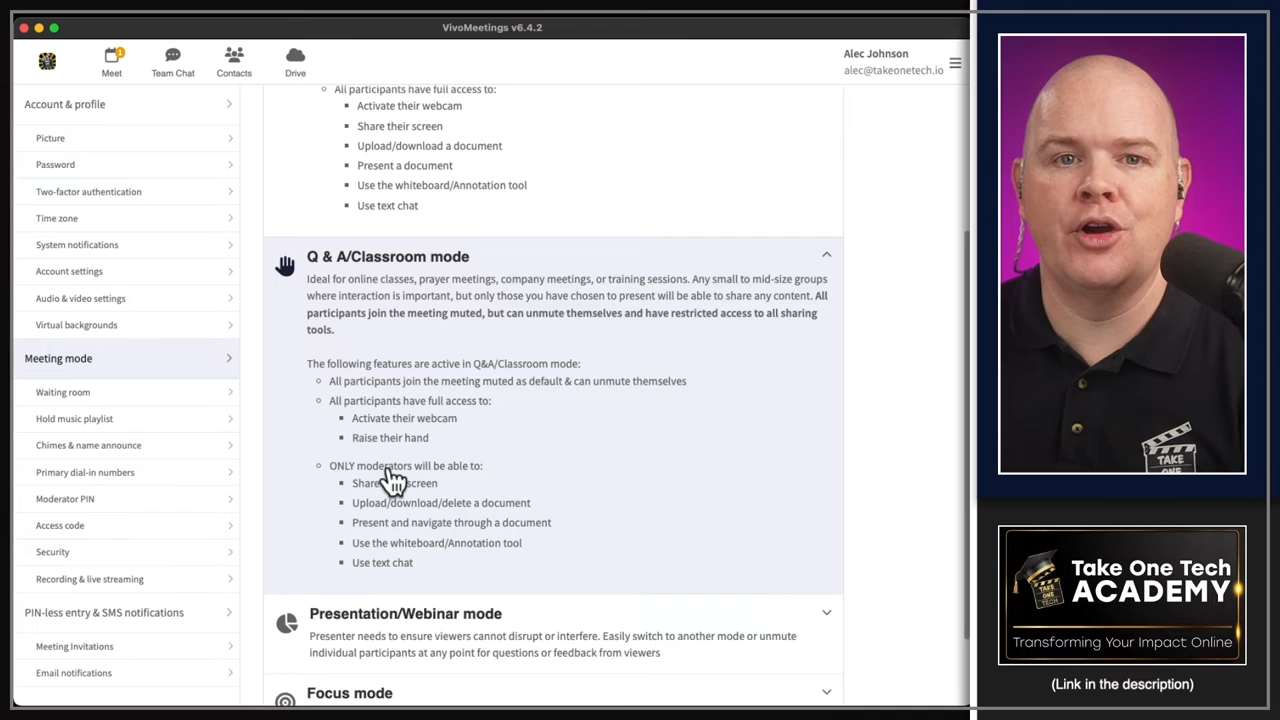 VivoMeetings v6.4.2
1
Meet
Team Chat
Contacts
Drive
Alec Johnson
alec@takeonetech.io
Account & profile
Picture
Password
Two-factor authentication
Time zone
System notifications
Account settings
Audio & video settings
Virtual backgrounds
Meeting mode
Waiting room
Hold music playlist
Chimes & name announce
Primary dial-in numbers
Moderator PIN
Access code
Security
Recording & live streaming
PIN-less entry & SMS notifications
Meeting Invitations
Email notifications
All participants have full access to:
Activate their webcam
Share their screen
Upload/download a document
Present a document
Use the whiteboard/Annotation tool
Use text chat
Q & A/Classroom mode
Ideal for online classes, prayer meetings, company meetings, or training sessions. Any small to mid-size groups
where interaction is important, but only those you have chosen to present will be able to share any content. All
participants join the meeting muted, but can unmute themselves and have restricted access to all sharing
tools.
The following features are active in Q&A/Classroom mode:
All participants join the meeting muted as default & can unmute themselves
All participants have full access to:
Activate their webcam
Raise their hand
ONLY moderators will be able to:
Share screen
Upload/download/delete a document
Present and navigate through a document
Use the whiteboard/Annotation tool
Use text chat
Presentation/Webinar mode
Presenter needs to ensure viewers cannot disrupt or interfere. Easily switch to another mode or unmute
individual participants at any point for questions or feedback from viewers
Focus mode
TAKE
ONE
Take One Tech
ACADEMY
Transforming Your Impact Online
(Link in the description)